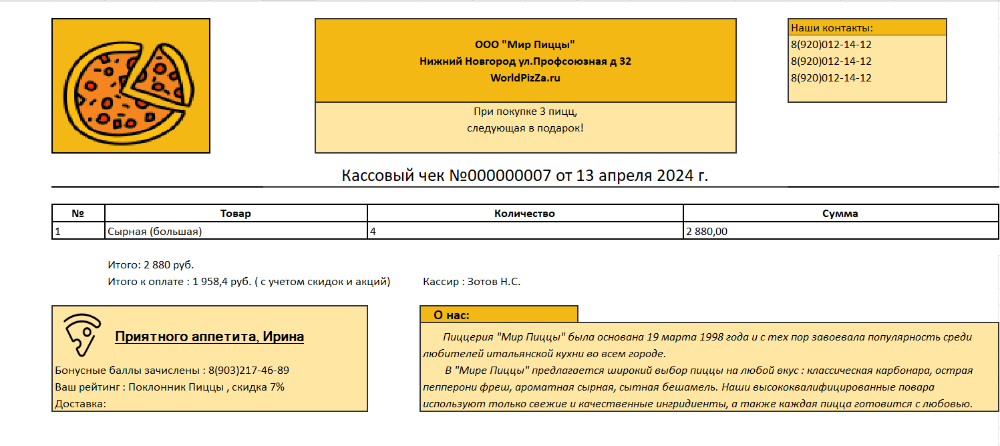 ООО "Мир Пиццы"
Нижний Новгород ул.Профсоюзная д 32
WorldPizZa.ru
При покупке 3 пицц,
следующая в подарок!
Наши контакты:
8(920)012-14-12
8(920)012-14-12
8(920)012-14-12
Кассовый чек №000000007 от 13 апреля 2024 г.
№ Товар Количество Сумма
1 Сырная (большая) 4 2 880,00
Итого: 2 880 руб.
Итого к оплате : 1 958,4 руб. ( с учетом скидок и акций) Кассир : Зотов Н.С.
Приятного аппетита, Ирина
Бонусные баллы зачислены : 8(903)217-46-89
Ваш рейтинг : Поклонник Пиццы , скидка 7%
Доставка:
О нас:
Пиццерия "Мир Пиццы" была основана 19 марта 1998 года и с тех пор завоевала популярность среди
любителей итальянской кухни во всем городе.
В "Мире Пиццы" предлагается широкий выбор пиццы на любой вкус : классическая карбонара, острая
пепперони фреш, ароматная сырная, сытная бешамель. Наши высококвалифицированные повара
используют только свежие и качественные ингридиенты, а также каждая пицца готовится с любовью.